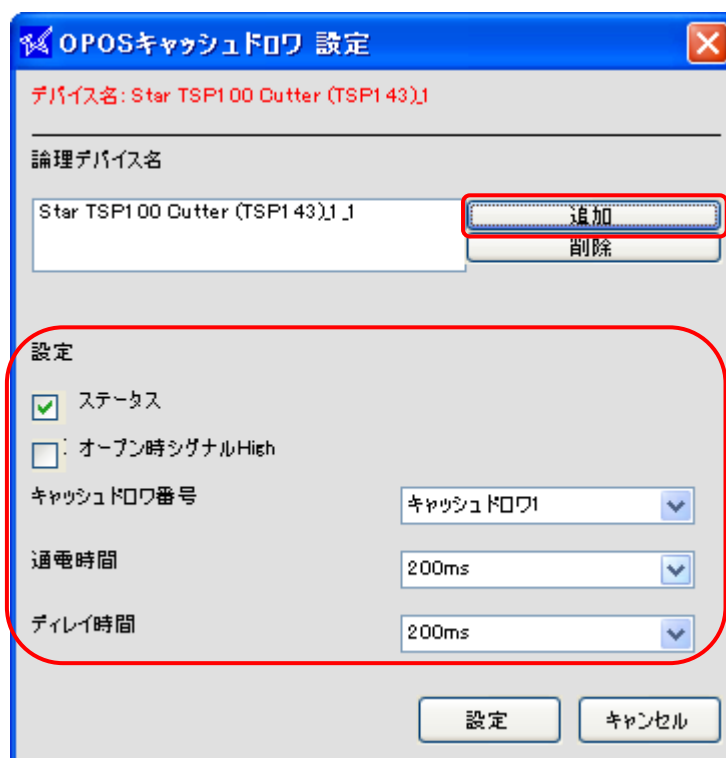 OPOSキャッシュドロワ 設定
デバイス名: Star TSP100 Cutter (TSP143)_1
論理デバイス名
Star TSP100 Cutter (TSP143)_1_1
追加
削除
設定
ステータス
オープン時シグナルHigh
キャッシュドロワ番号
キャッシュドロワ1
通電時間
200ms
ディレイ時間
200ms
設定
キャンセル